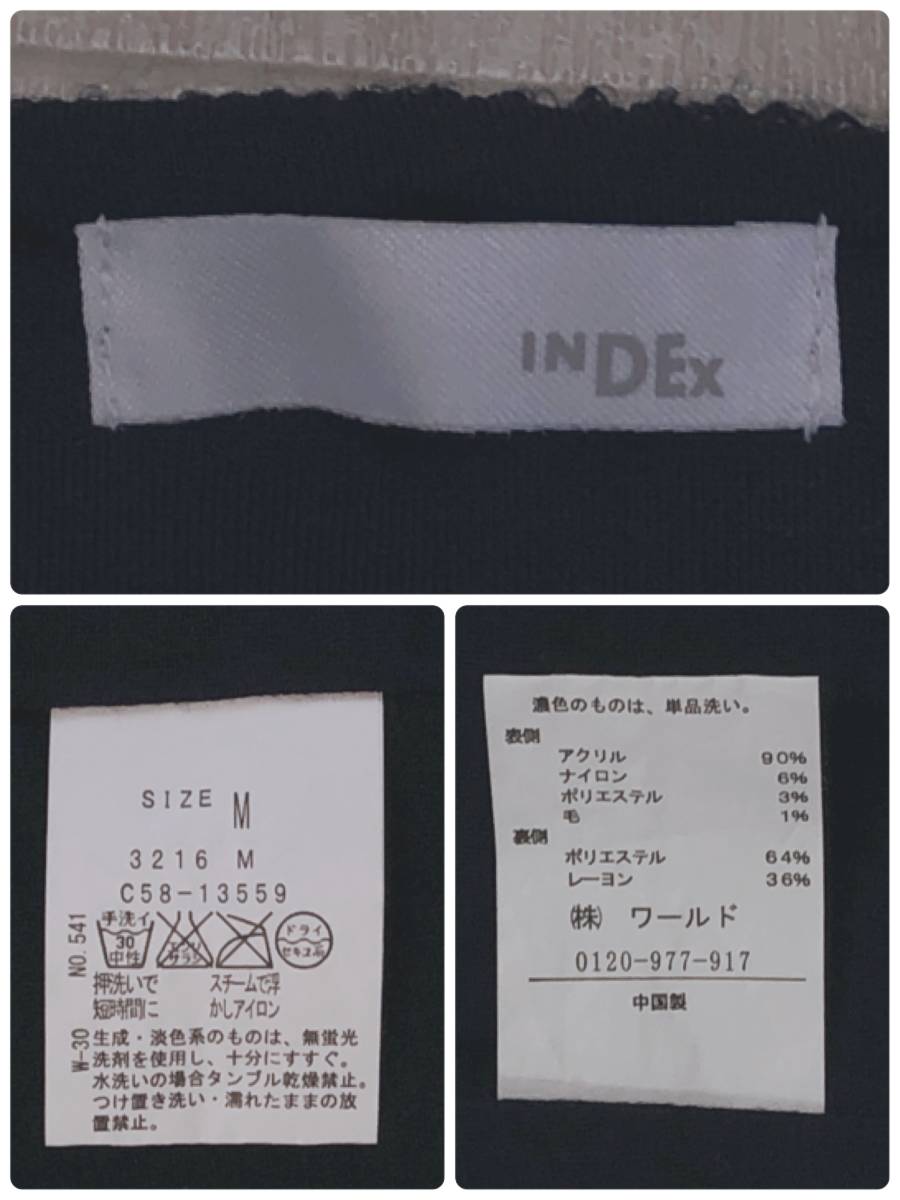 INDEx
SIZE M
3216 M
C58-13559
手洗イ
30
中性
エンソ
サラシ
ドライ
セキユ系
押洗いで
短時間に
スチームで浮
かしアイロン
NO.541
W-30
生成・淡色系のものは、無蛍光
洗剤を使用し、十分にすすぐ。
水洗いの場合タンブル乾燥禁止。
つけ置き洗い・濡れたままの放
置禁止。
濃色のものは、単品洗い。
表側
アクリル 90%
ナイロン 6%
ポリエステル 3%
毛 1%
裏側
ポリエステル 64%
レーヨン 36%
㈱ ワールド
0120-977-917
中国製